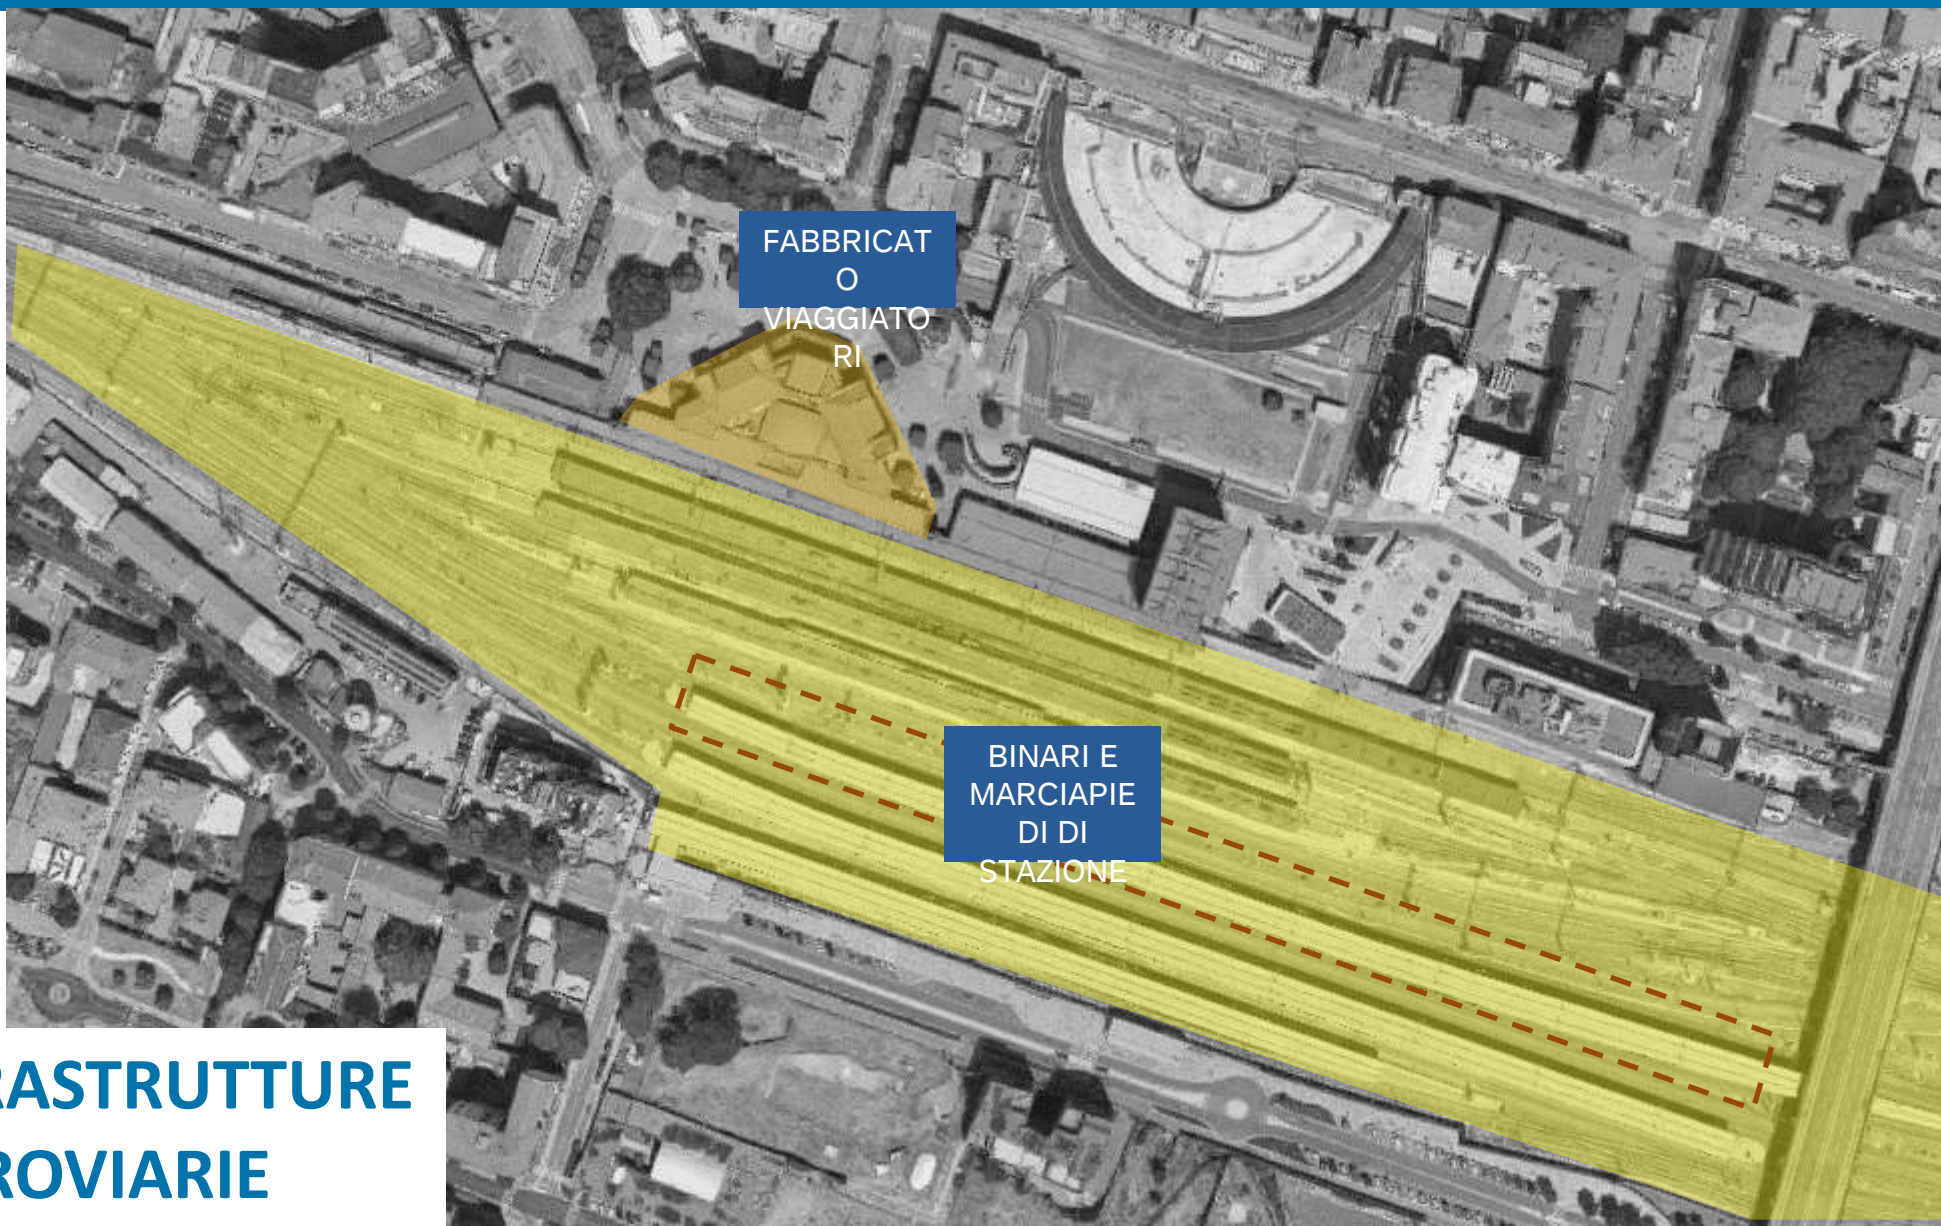 FABBRICAT
O
VIAGGIATO
RI
BINARI E
MARCIAPIE
DI DI
STAZIONE
RASTRUTTURE
ROVIARIE